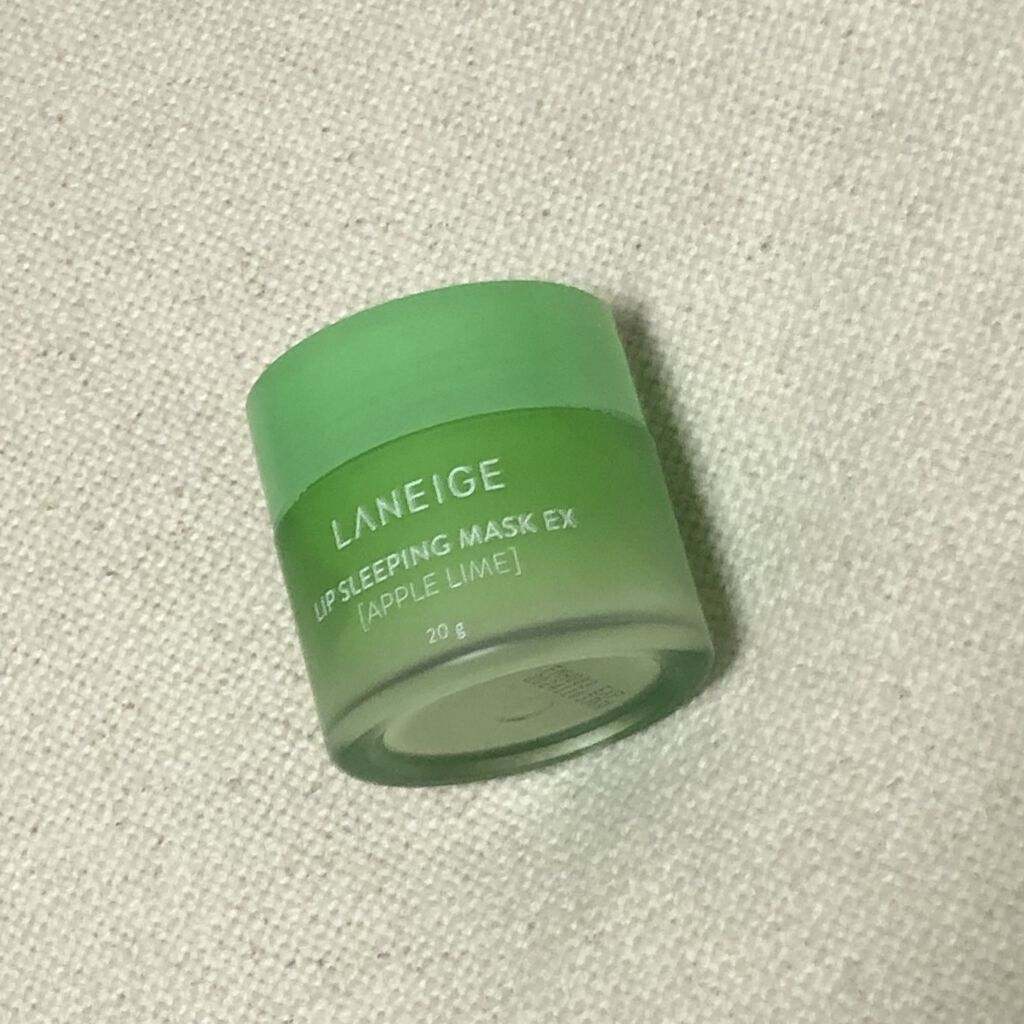 LANEIGE
LIP SLEEPING MASK EX
[APPLE LIME]
20 g